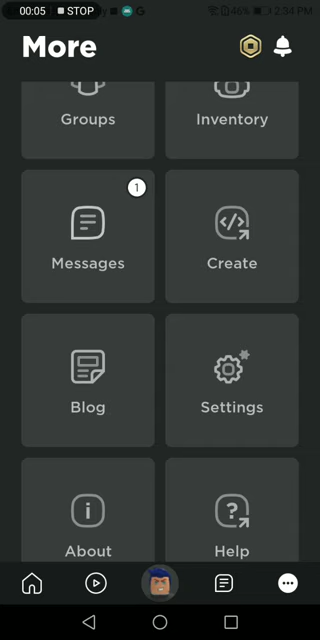 00:05 STOP
46% 2:34 PM
More
Groups Inventory
1
Messages Create
Blog Settings
About Help